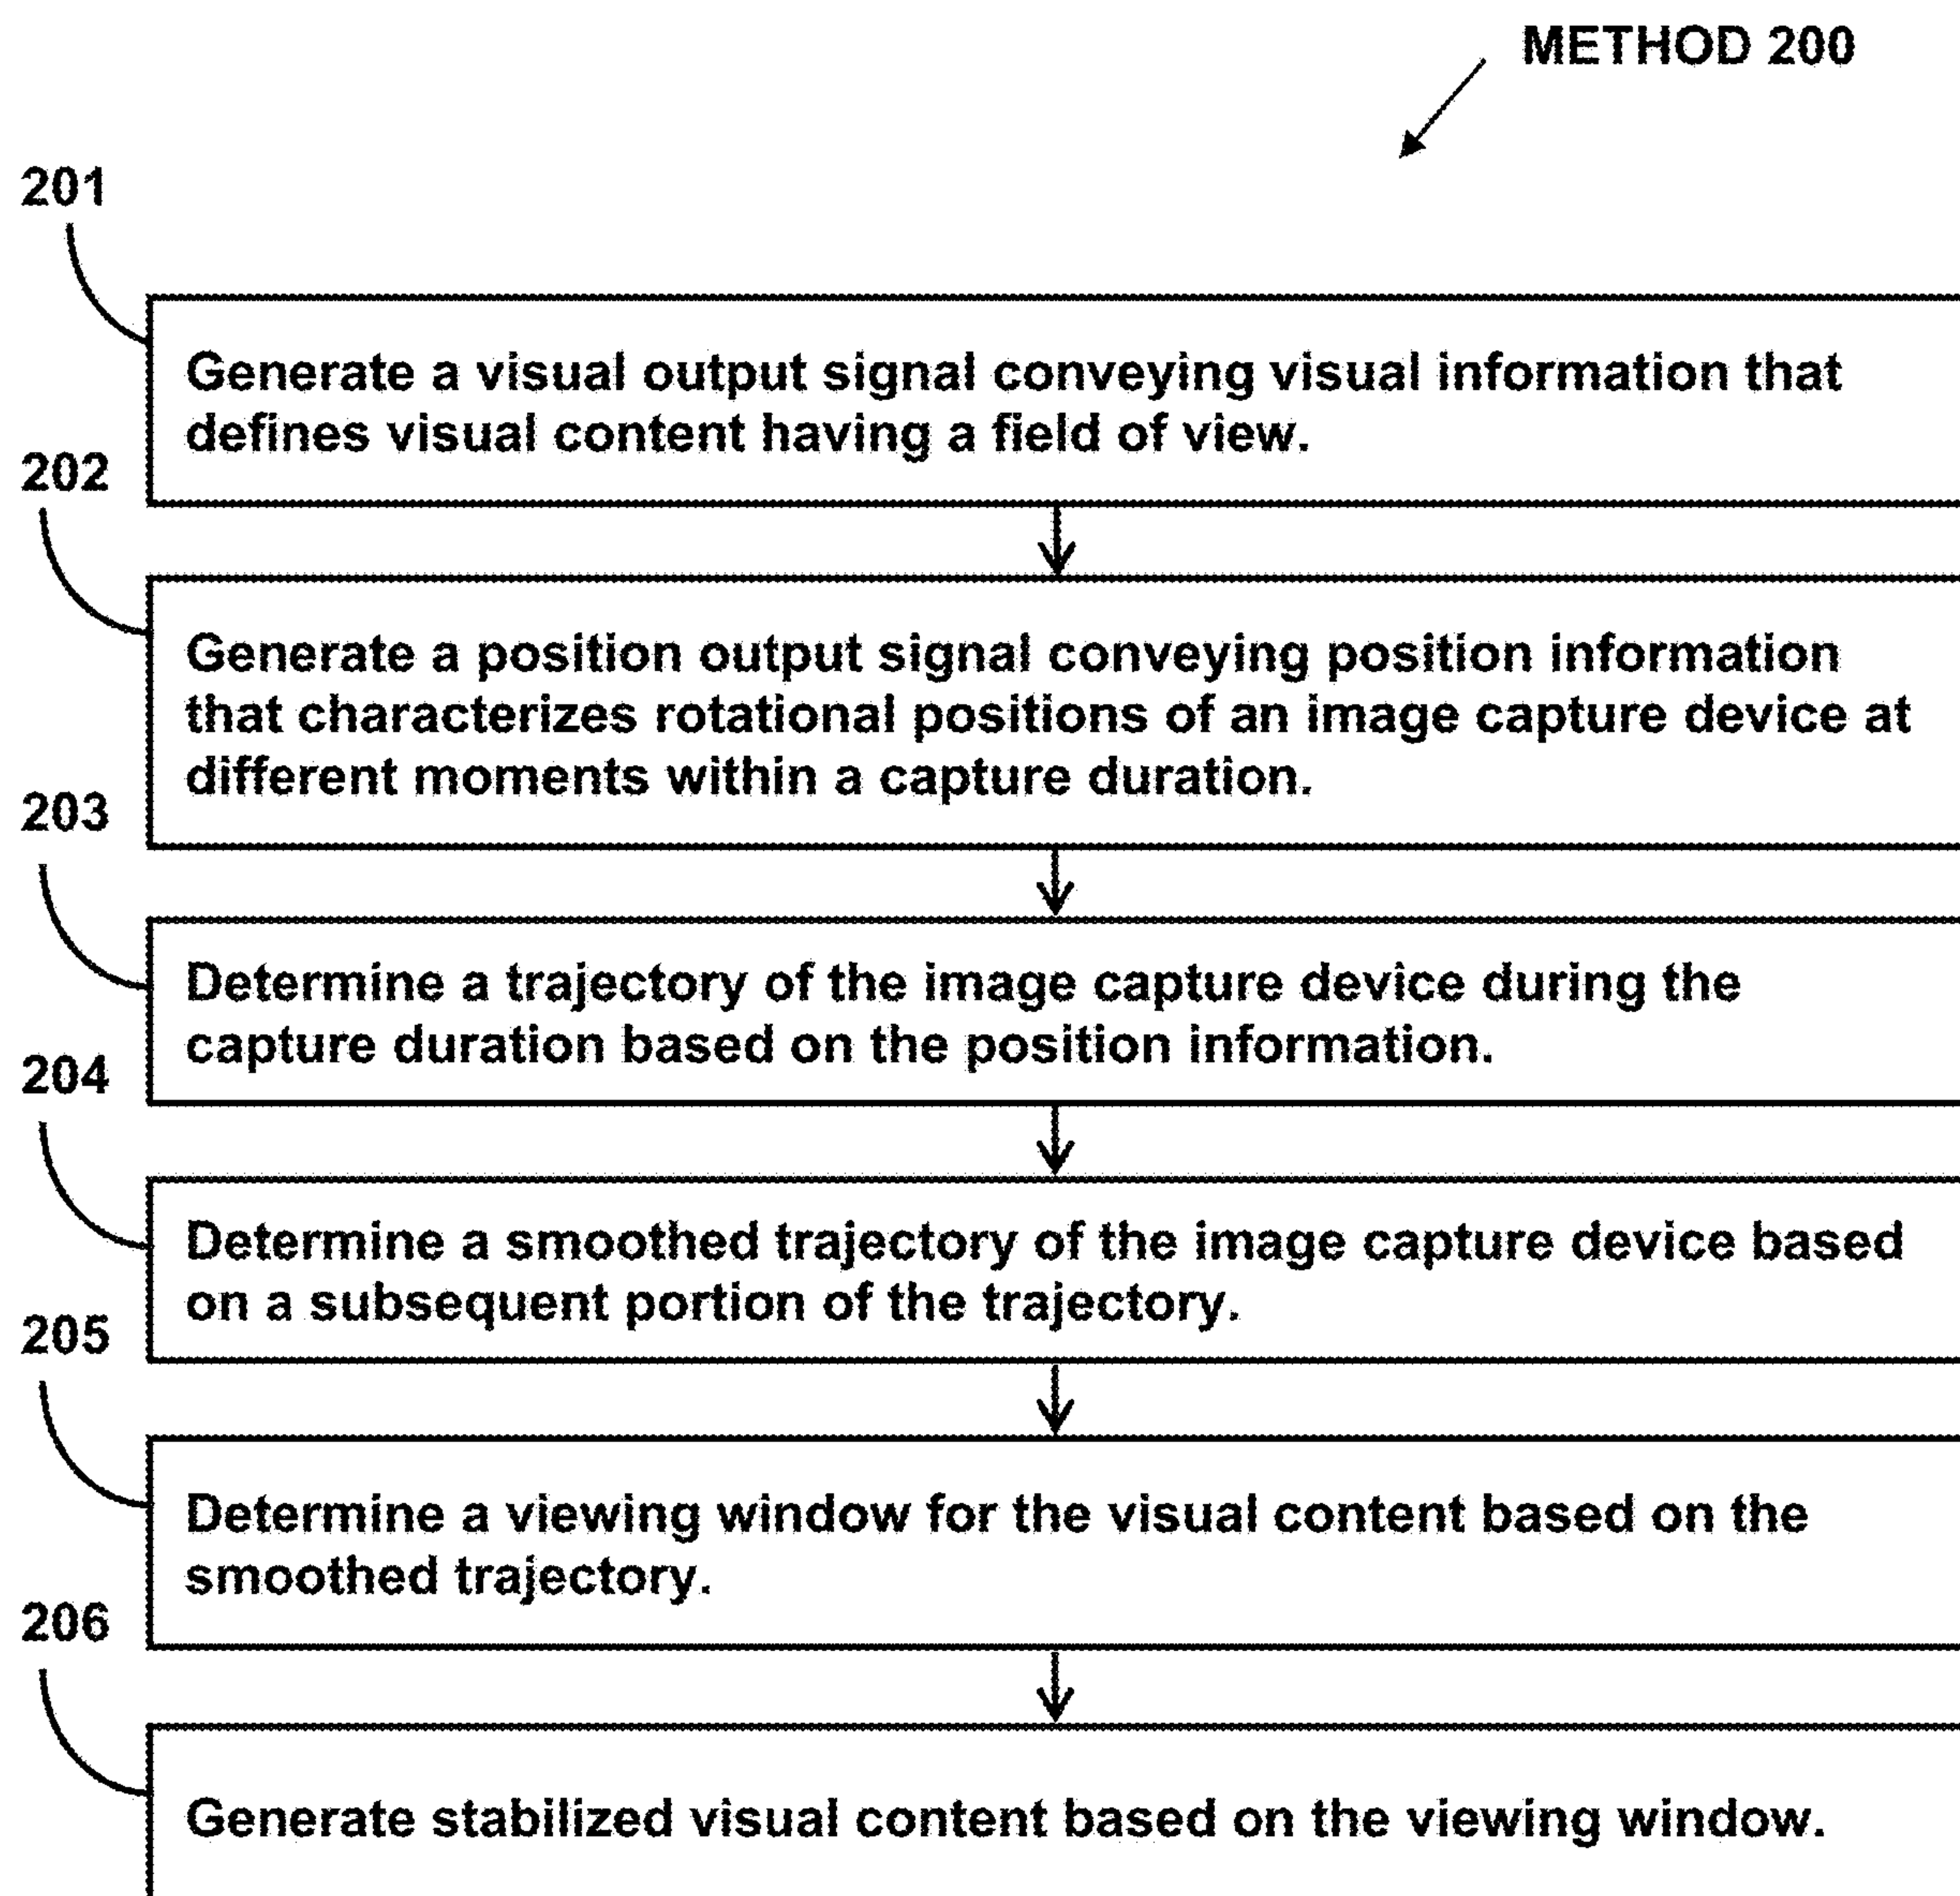 METHOD 200
201
Generate a visual output signal conveying visual information that
defines visual content having a field of view.
202
Generate a position output signal conveying position information
that characterizes rotational positions of an image capture device at
different moments within a capture duration.
203
Determine a trajectory of the image capture device during the
capture duration based on the position information.
204
Determine a smoothed trajectory of the image capture device based
on a subsequent portion of the trajectory.
205
Determine a viewing window for the visual content based on the
smoothed trajectory.
206
Generate stabilized visual content based on the viewing window.